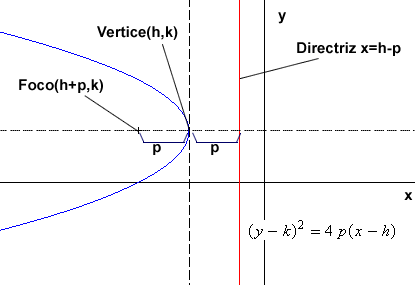 y
Vertice(h,k)
Directriz x=h-p
Foco(h+p,k)
p
p
x
(y − k)² = 4 p(x − h)